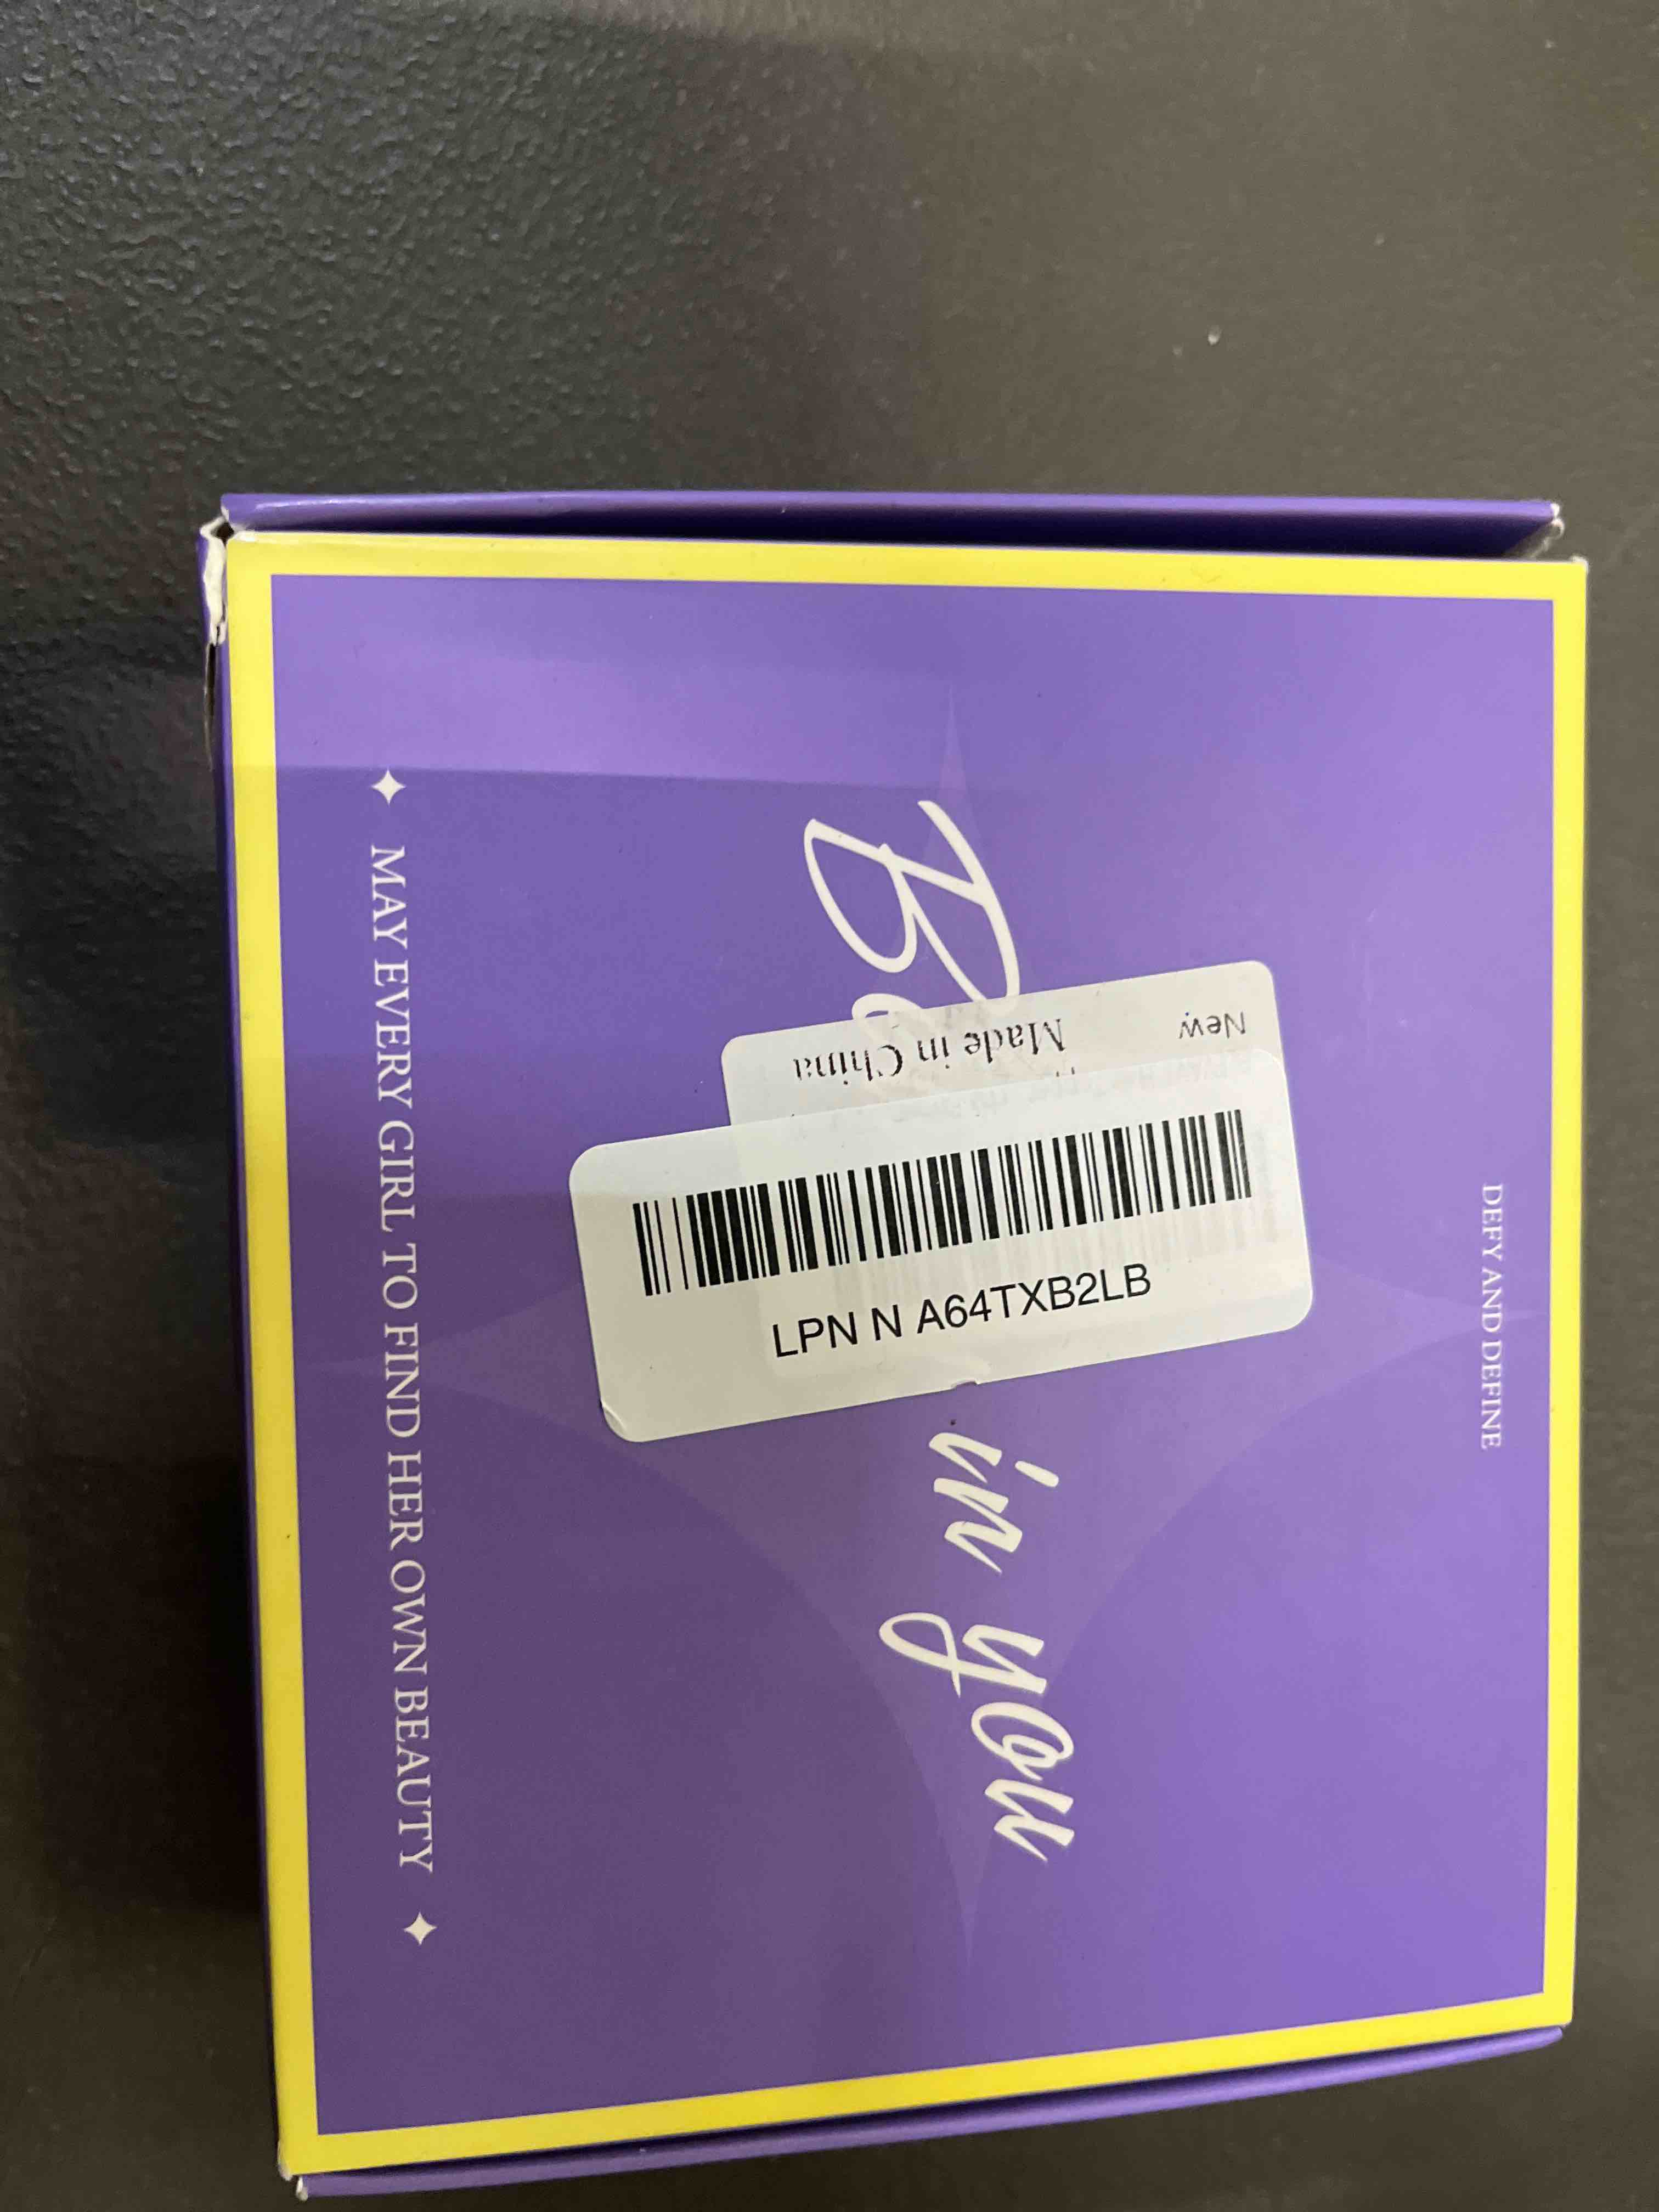 DEFY AND DEFINE
in you
New
Made in China
LPN N A64TXB2LB
✦ MAY EVERY GIRL TO FIND HER OWN BEAUTY ✦